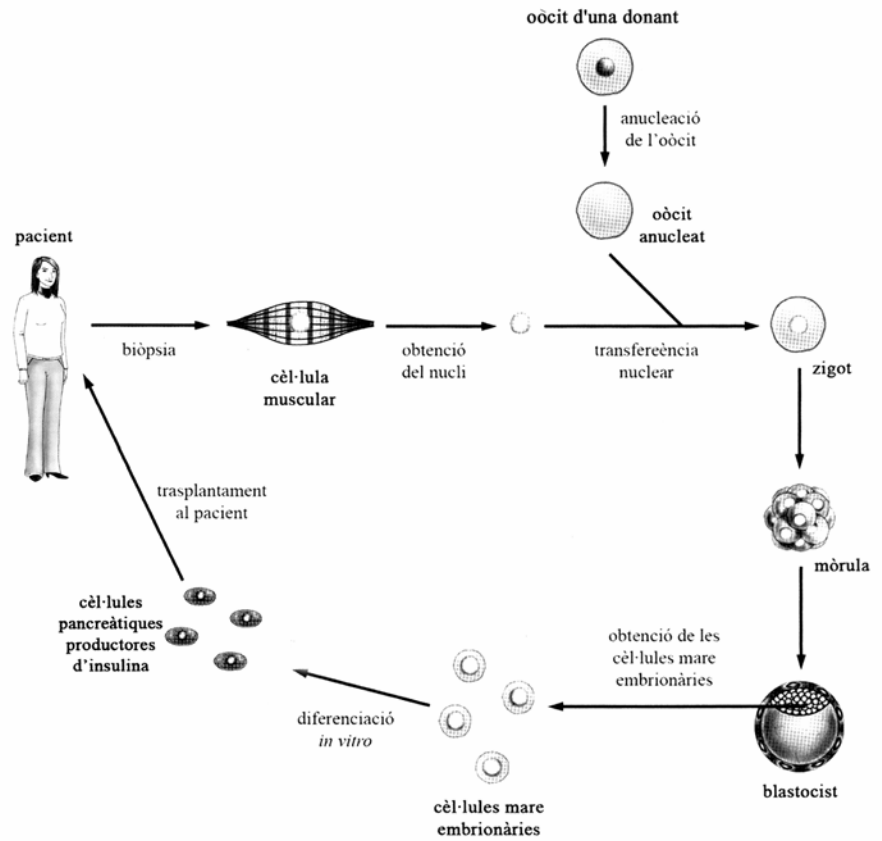 oòcit d'una donant
anucleació
de l'oòcit
oòcit
anucleat
pacient
biòpsia
cèl·lula
muscular
obtenció
del nucli
transfereència
nuclear
zigot
mòrula
obtenció de les
cèl·lules mare
embrionàries
blastocist
cèl·lules mare
embrionàries
diferenciació
in vitro
cèl·lules
pancreàtiques
productores
d'insulina
trasplantament
al pacient